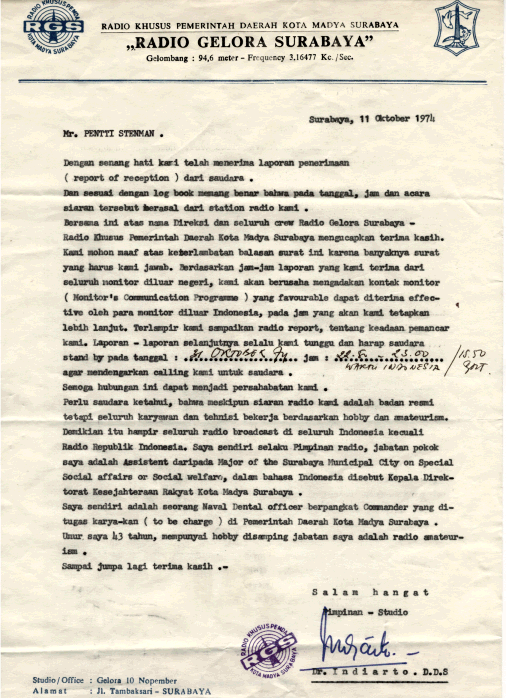 RADIO KHUSUS PEMERINTAH DAERAH KOTA MADYA SURABAYA
„RADIO GELORA SURABAYA”
Gelombang : 94,6 meter - Frequency 3,16477 Kc./Sec.
RGS
Surabaya, 11 Oktober 1974
Mr. PENTTI STENMAN .
Dengan senang hati kami telah menerima laporan penerimaan
( report of reception ) dari saudara .
Dan sesuai dengan log book memang benar bahwa pada tanggal, jam dan acara
siaran tersebut berasal dari station radio kami .
Bersama ini atas nama Direksi dan seluruh crew Radio Gelora Surabaya -
Radio Khusus Pemerintah Daerah Kota Madya Surabaya mengucapkan terima kasih.
Kami mohon maaf atas keterlambatan balasan surat ini karena banyaknya surat
yang harus kami jawab. Berdasarkan jam-jam laporan yang kami terima dari
seluruh monitor diluar negeri, kami akan berusaha mengadakan kontak monitor
( Monitor's Communication Programme ) yang favourable dapat diterima effec-
tive oleh para monitor diluar Indonesia, pada jam yang akan kami tetapkan
lebih lanjut. Terlampir kami sampaikan radio report, tentang keadaan pemancar
kami. Laporan - laporan selanjutnya selalu kami tunggu dan harap saudara
stand by pada tanggal : 21 OKTOBER 74 jam : 23.00 /15.50
WAKTU INDONESIA
agar mendengarkan calling kami untuk saudara .
Semoga hubungan ini dapat menjadi persahabatan kami .
Perlu saudara ketahui, bahwa meskipun siaran radio kami adalah badan resmi
tetapi seluruh karyawan dan tehnisi bekerja berdasarkan hobby dan amateurism.
Demikian itu hampir seluruh radio broadcast di seluruh Indonesia kecuali
Radio Republik Indonesia. Saya sendiri selaku Pimpinan radio, jabatan pokok
saya adalah Assistent daripada Major of the Surabaya Municipal City on Special
Social affairs or Social welfare, dalam bahasa Indonesia disebut Kepala Direk-
torat Kesejahteraan Rakyat Kota Madya Surabaya .
Saya sendiri adalah seorang Naval Dental officer berpangkat Commander yang di-
tugas karya-kan ( to be charge ) di Pemerintah Daerah Kota Madya Surabaya .
Umur saya 43 tahun, mempunyai hobby disamping jabatan saya adalah radio amateur-
ism .
Sampai jumpa lagi terima kasih .-
Salam hangat
Pimpinan - Studio
RADIO KHUSUS PEMDA
RGS
KOTA MADYA SURABAYA
Dr. Indiarto . D.D.S
Studio/Office : Gelora 10 Nopember
Alamat : Jl. Tambaksari - SURABAYA